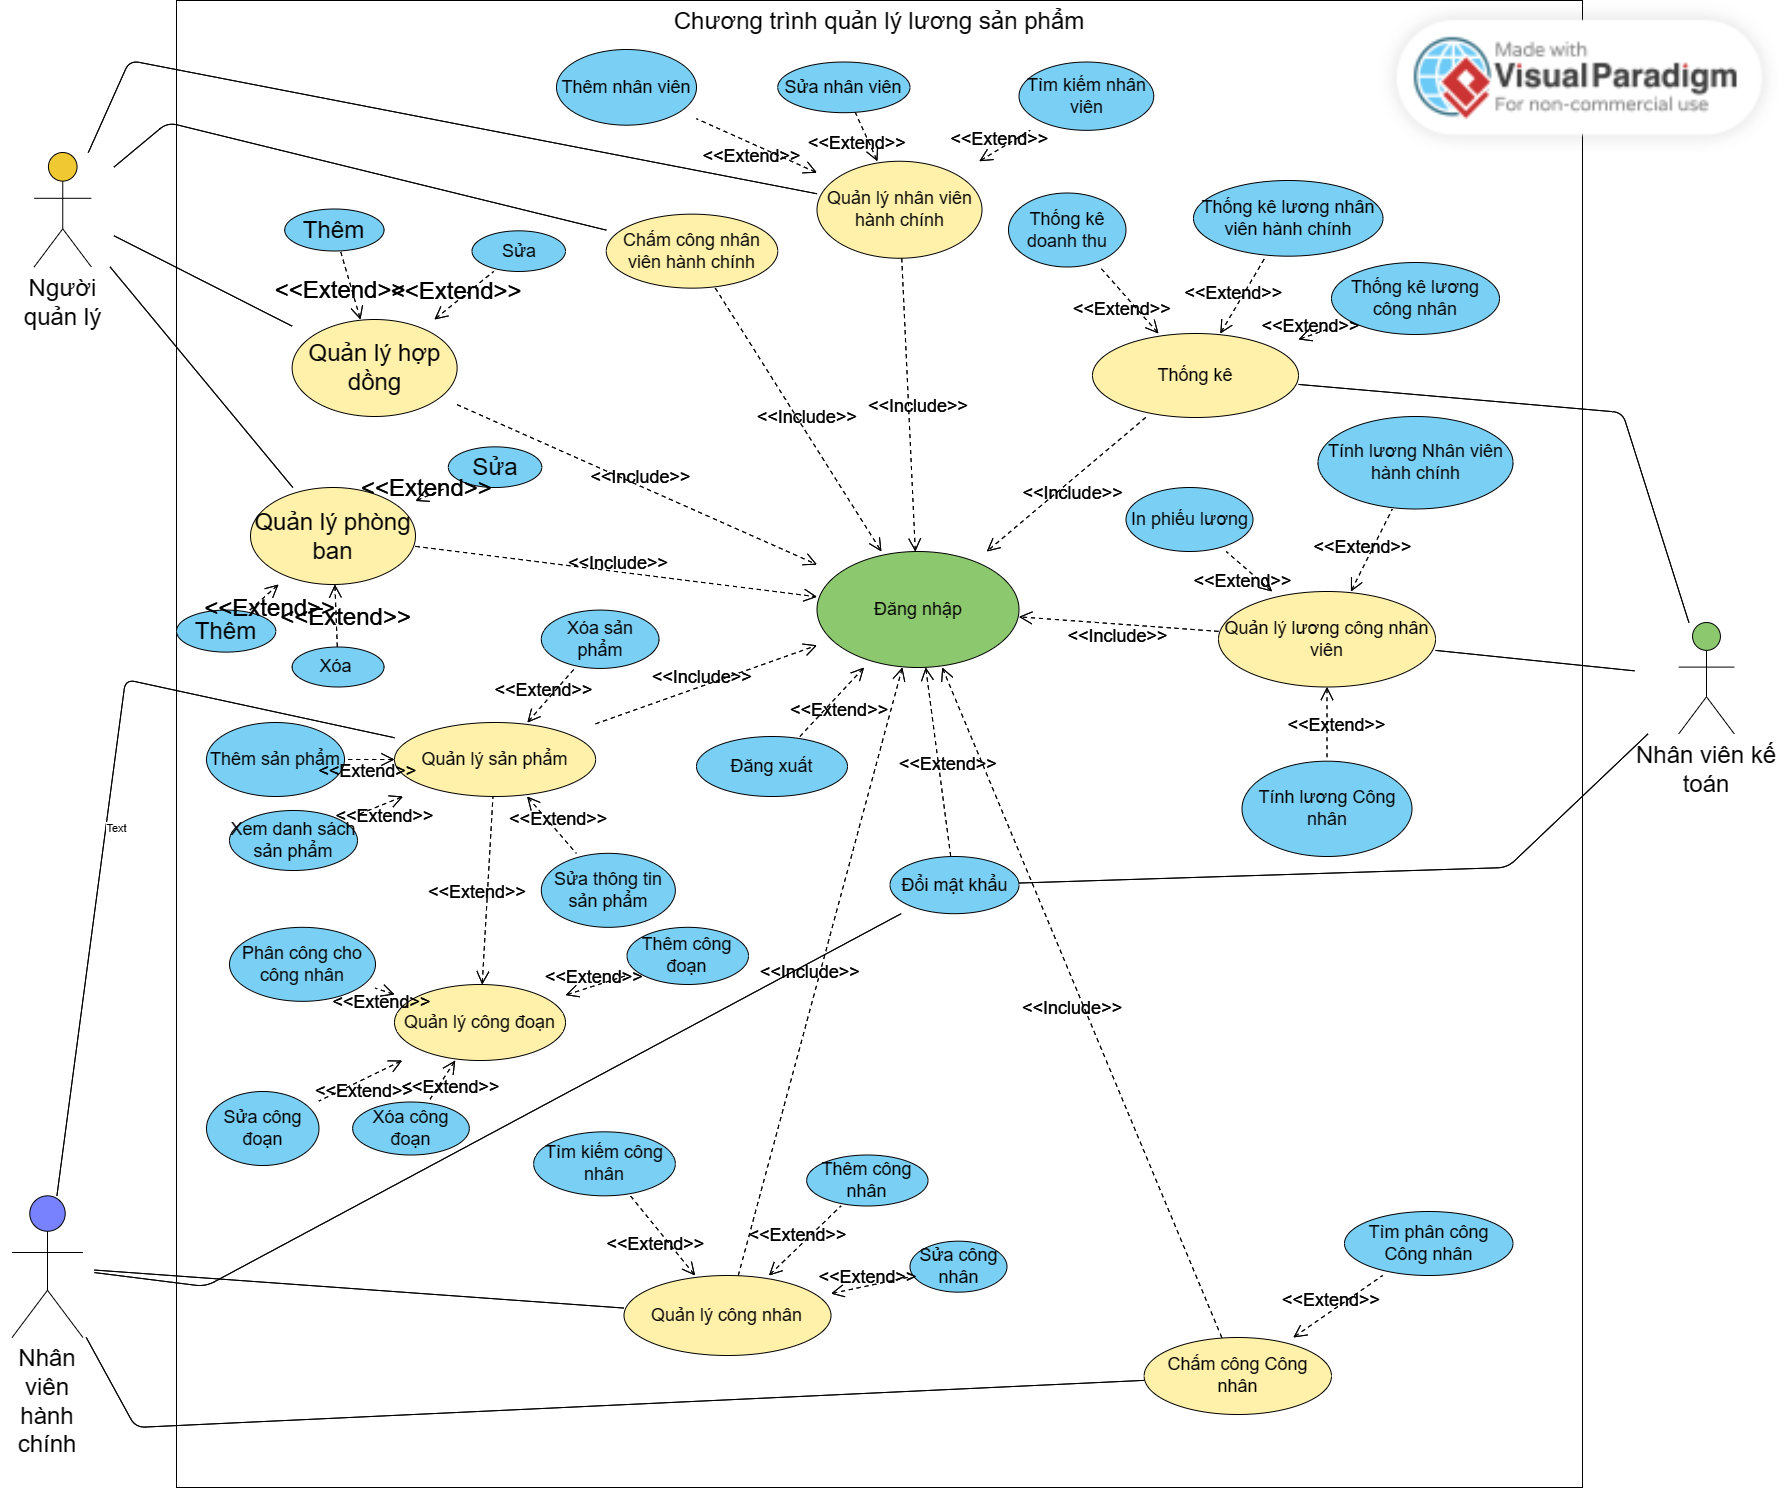 Chương trình quản lý lương sản phẩm
Made with
Visual Paradigm
For non-commercial use
Thêm nhân viên
Sửa nhân viên
Tìm kiếm nhân
viên
<<Extend>>
<<Extend>>
<<Extend>>
Quản lý nhân viên
hành chính
Chấm công nhân
viên hành chính
Thống kê
doanh thu
Thống kê lương nhân
viên hành chính
Thống kê lương
công nhân
<<Extend>>
<<Extend>>
<<Extend>>
Thống kê
Người
quản lý
Thêm
Sửa
<<Extend>>
<<Extend>>
Quản lý hợp
dồng
<<Include>>
<<Include>>
<<Include>>
<<Include>>
Sửa
<<Extend>>
Quản lý phòng
ban
<<Include>>
<<Extend>>
<<Extend>>
Thêm
Xóa
Tính lương Nhân viên
hành chính
In phiếu lương
<<Extend>>
<<Extend>>
Quản lý lương công nhân
viên
<<Include>>
<<Extend>>
Tính lương Công
nhân
Nhân viên kế
toán
Đăng nhập
Xóa sản
phẩm
<<Extend>>
<<Include>>
Thêm sản phẩm
<<Extend>>
Quản lý sản phẩm
Xem danh sách
sản phẩm
<<Extend>>
<<Extend>>
Sửa thông tin
sản phẩm
<<Extend>>
Đăng xuất
<<Extend>>
<<Extend>>
Đổi mật khẩu
Text
Phân công cho
công nhân
<<Extend>>
Thêm công
đoạn
<<Extend>>
Quản lý công đoạn
<<Extend>>
<<Extend>>
Sửa công
đoạn
Xóa công
đoạn
<<Include>>
<<Include>>
Tìm kiếm công
nhân
Thêm công
nhân
Sửa công
nhân
<<Extend>>
<<Extend>>
<<Extend>>
Quản lý công nhân
Tìm phân công
Công nhân
<<Extend>>
Chấm công Công
nhân
Nhân
viên
hành
chính